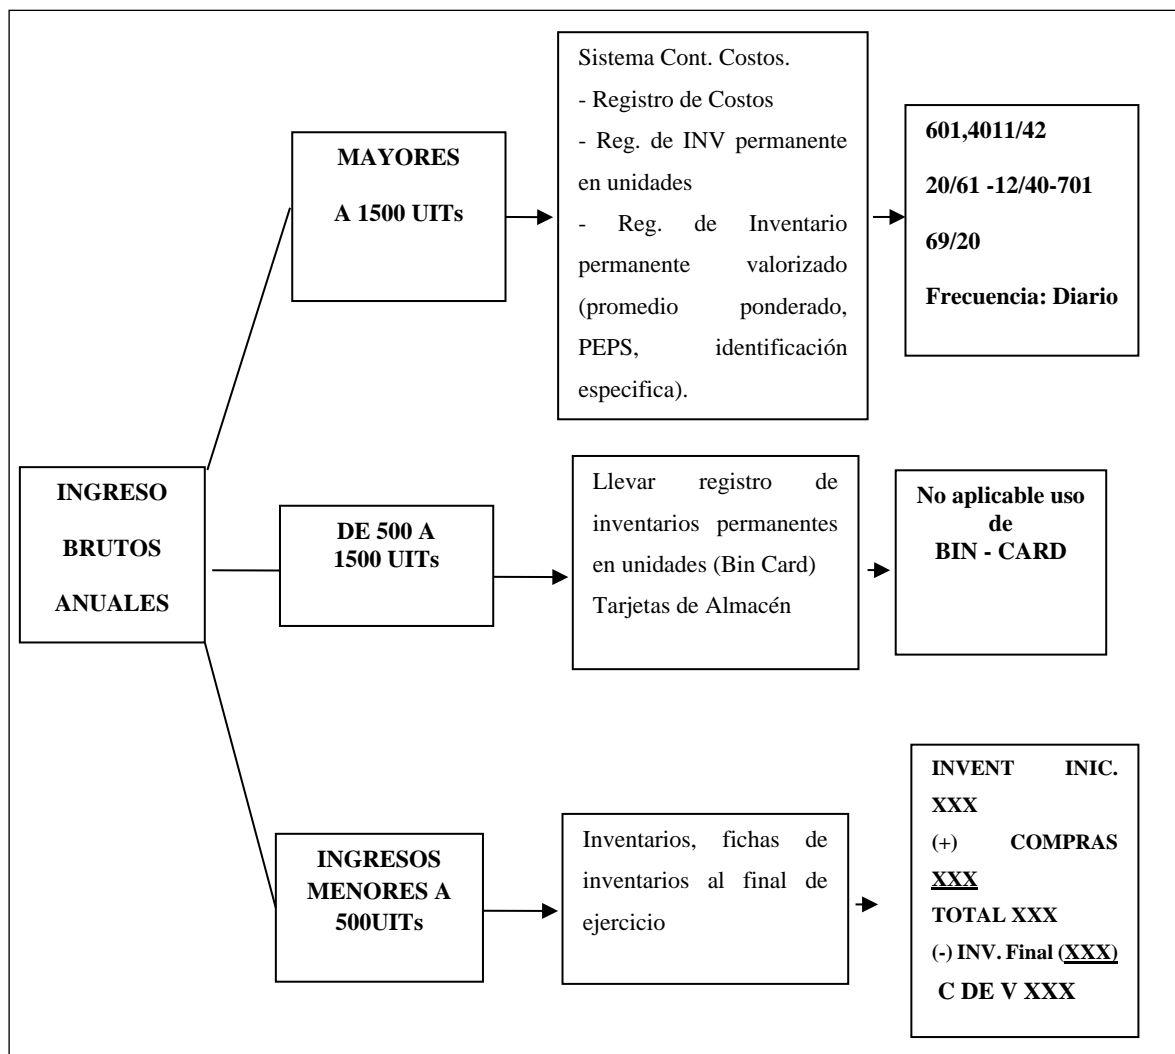 INGRESO
BRUTOS
ANUALES
MAYORES
A 1500 UITs
Sistema Cont. Costos.
- Registro de Costos
- Reg. de INV permanente
en unidades
- Reg. de Inventario
permanente valorizado
(promedio ponderado,
PEPS, identificación
especifica).
601,4011/42
20/61 -12/40-701
69/20
Frecuencia: Diario
DE 500 A
1500 UITs
Llevar registro de
inventarios permanentes
en unidades (Bin Card)
Tarjetas de Almacén
No aplicable uso
de
BIN - CARD
INGRESOS
MENORES A
500UITs
Inventarios, fichas de
inventarios al final de
ejercicio
INVENT INIC.
XXX
(+) COMPRAS
XXX
TOTAL XXX
(-) INV. Final (XXX)
C DE V XXX